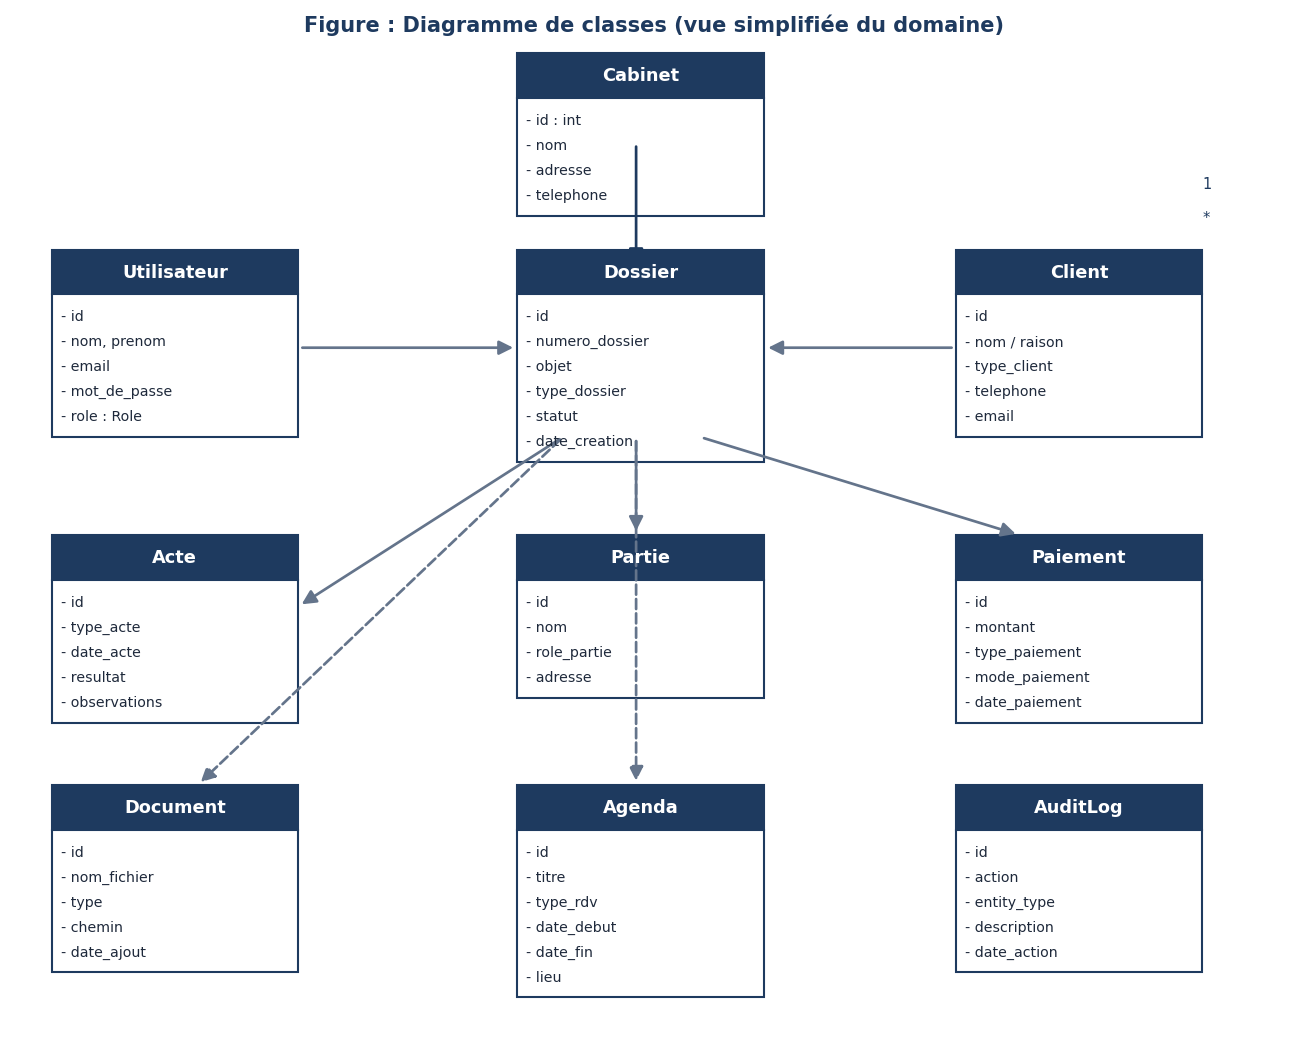 Figure : Diagramme de classes (vue simplifiée du domaine)
Cabinet
- id : int
- nom
- adresse
- telephone
1
*
Utilisateur
- id
- nom, prenom
- email
- mot_de_passe
- role : Role
Dossier
- id
- numero_dossier
- objet
- type_dossier
- statut
- date_creation
Client
- id
- nom / raison
- type_client
- telephone
- email
Acte
- id
- type_acte
- date_acte
- resultat
- observations
Partie
- id
- nom
- role_partie
- adresse
Paiement
- id
- montant
- type_paiement
- mode_paiement
- date_paiement
Document
- id
- nom_fichier
- type
- chemin
- date_ajout
Agenda
- id
- titre
- type_rdv
- date_debut
- date_fin
- lieu
AuditLog
- id
- action
- entity_type
- description
- date_action